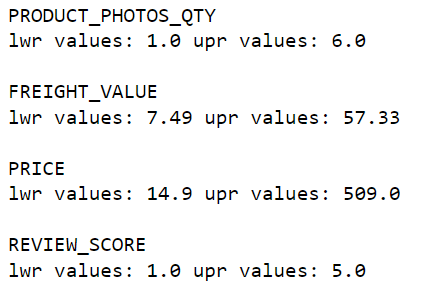 PRODUCT_PHOTOS_QTY
lwr values: 1.0 upr values: 6.0
FREIGHT_VALUE
lwr values: 7.49 upr values: 57.33
PRICE
lwr values: 14.9 upr values: 509.0
REVIEW_SCORE
lwr values: 1.0 upr values: 5.0